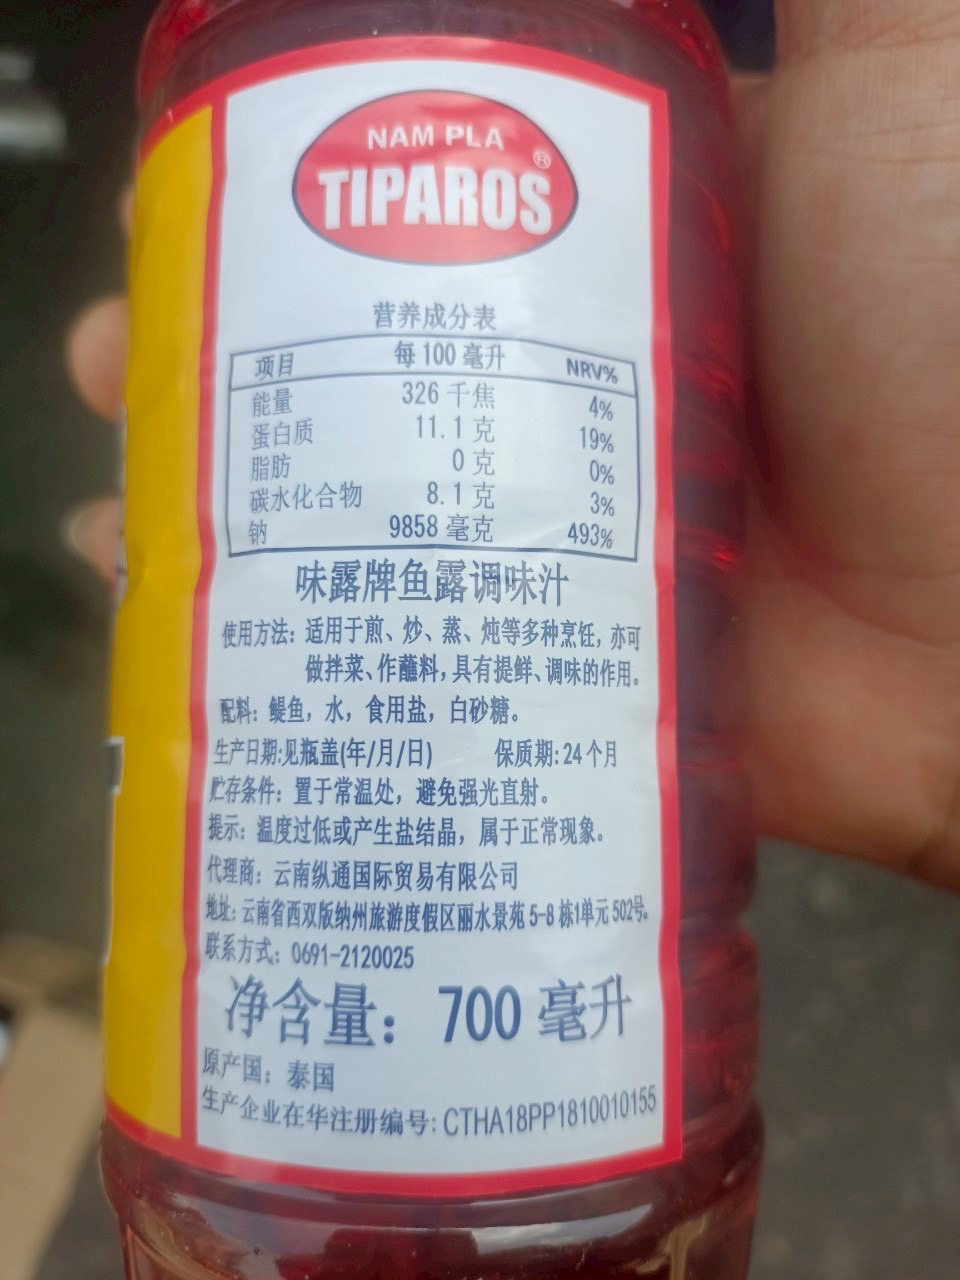 NAM PLA
TIPAROS®
营养成分表
项目 每100毫升 NRV%
能量 326 千焦 4%
蛋白质 11.1 克 19%
脂肪 0 克 0%
碳水化合物 8.1 克 3%
钠 9858 毫克 493%
味露牌鱼露调味汁
使用方法：适用于煎、炒、蒸、炖等多种烹饪，亦可
做拌菜、作蘸料，具有提鲜、调味的作用。
配料：鳀鱼，水，食用盐，白砂糖。
生产日期:见瓶盖(年/月/日) 保质期:24个月
贮存条件：置于常温处，避免强光直射。
提示：温度过低或产生盐结晶，属于正常现象。
代理商：云南纵通国际贸易有限公司
地址：云南省西双版纳州旅游度假区丽水景苑5-8栋1单元502号。
联系方式：0691-2120025
净含量：700毫升
原产国：泰国
生产企业在华注册编号：CTHA18PP1810010155